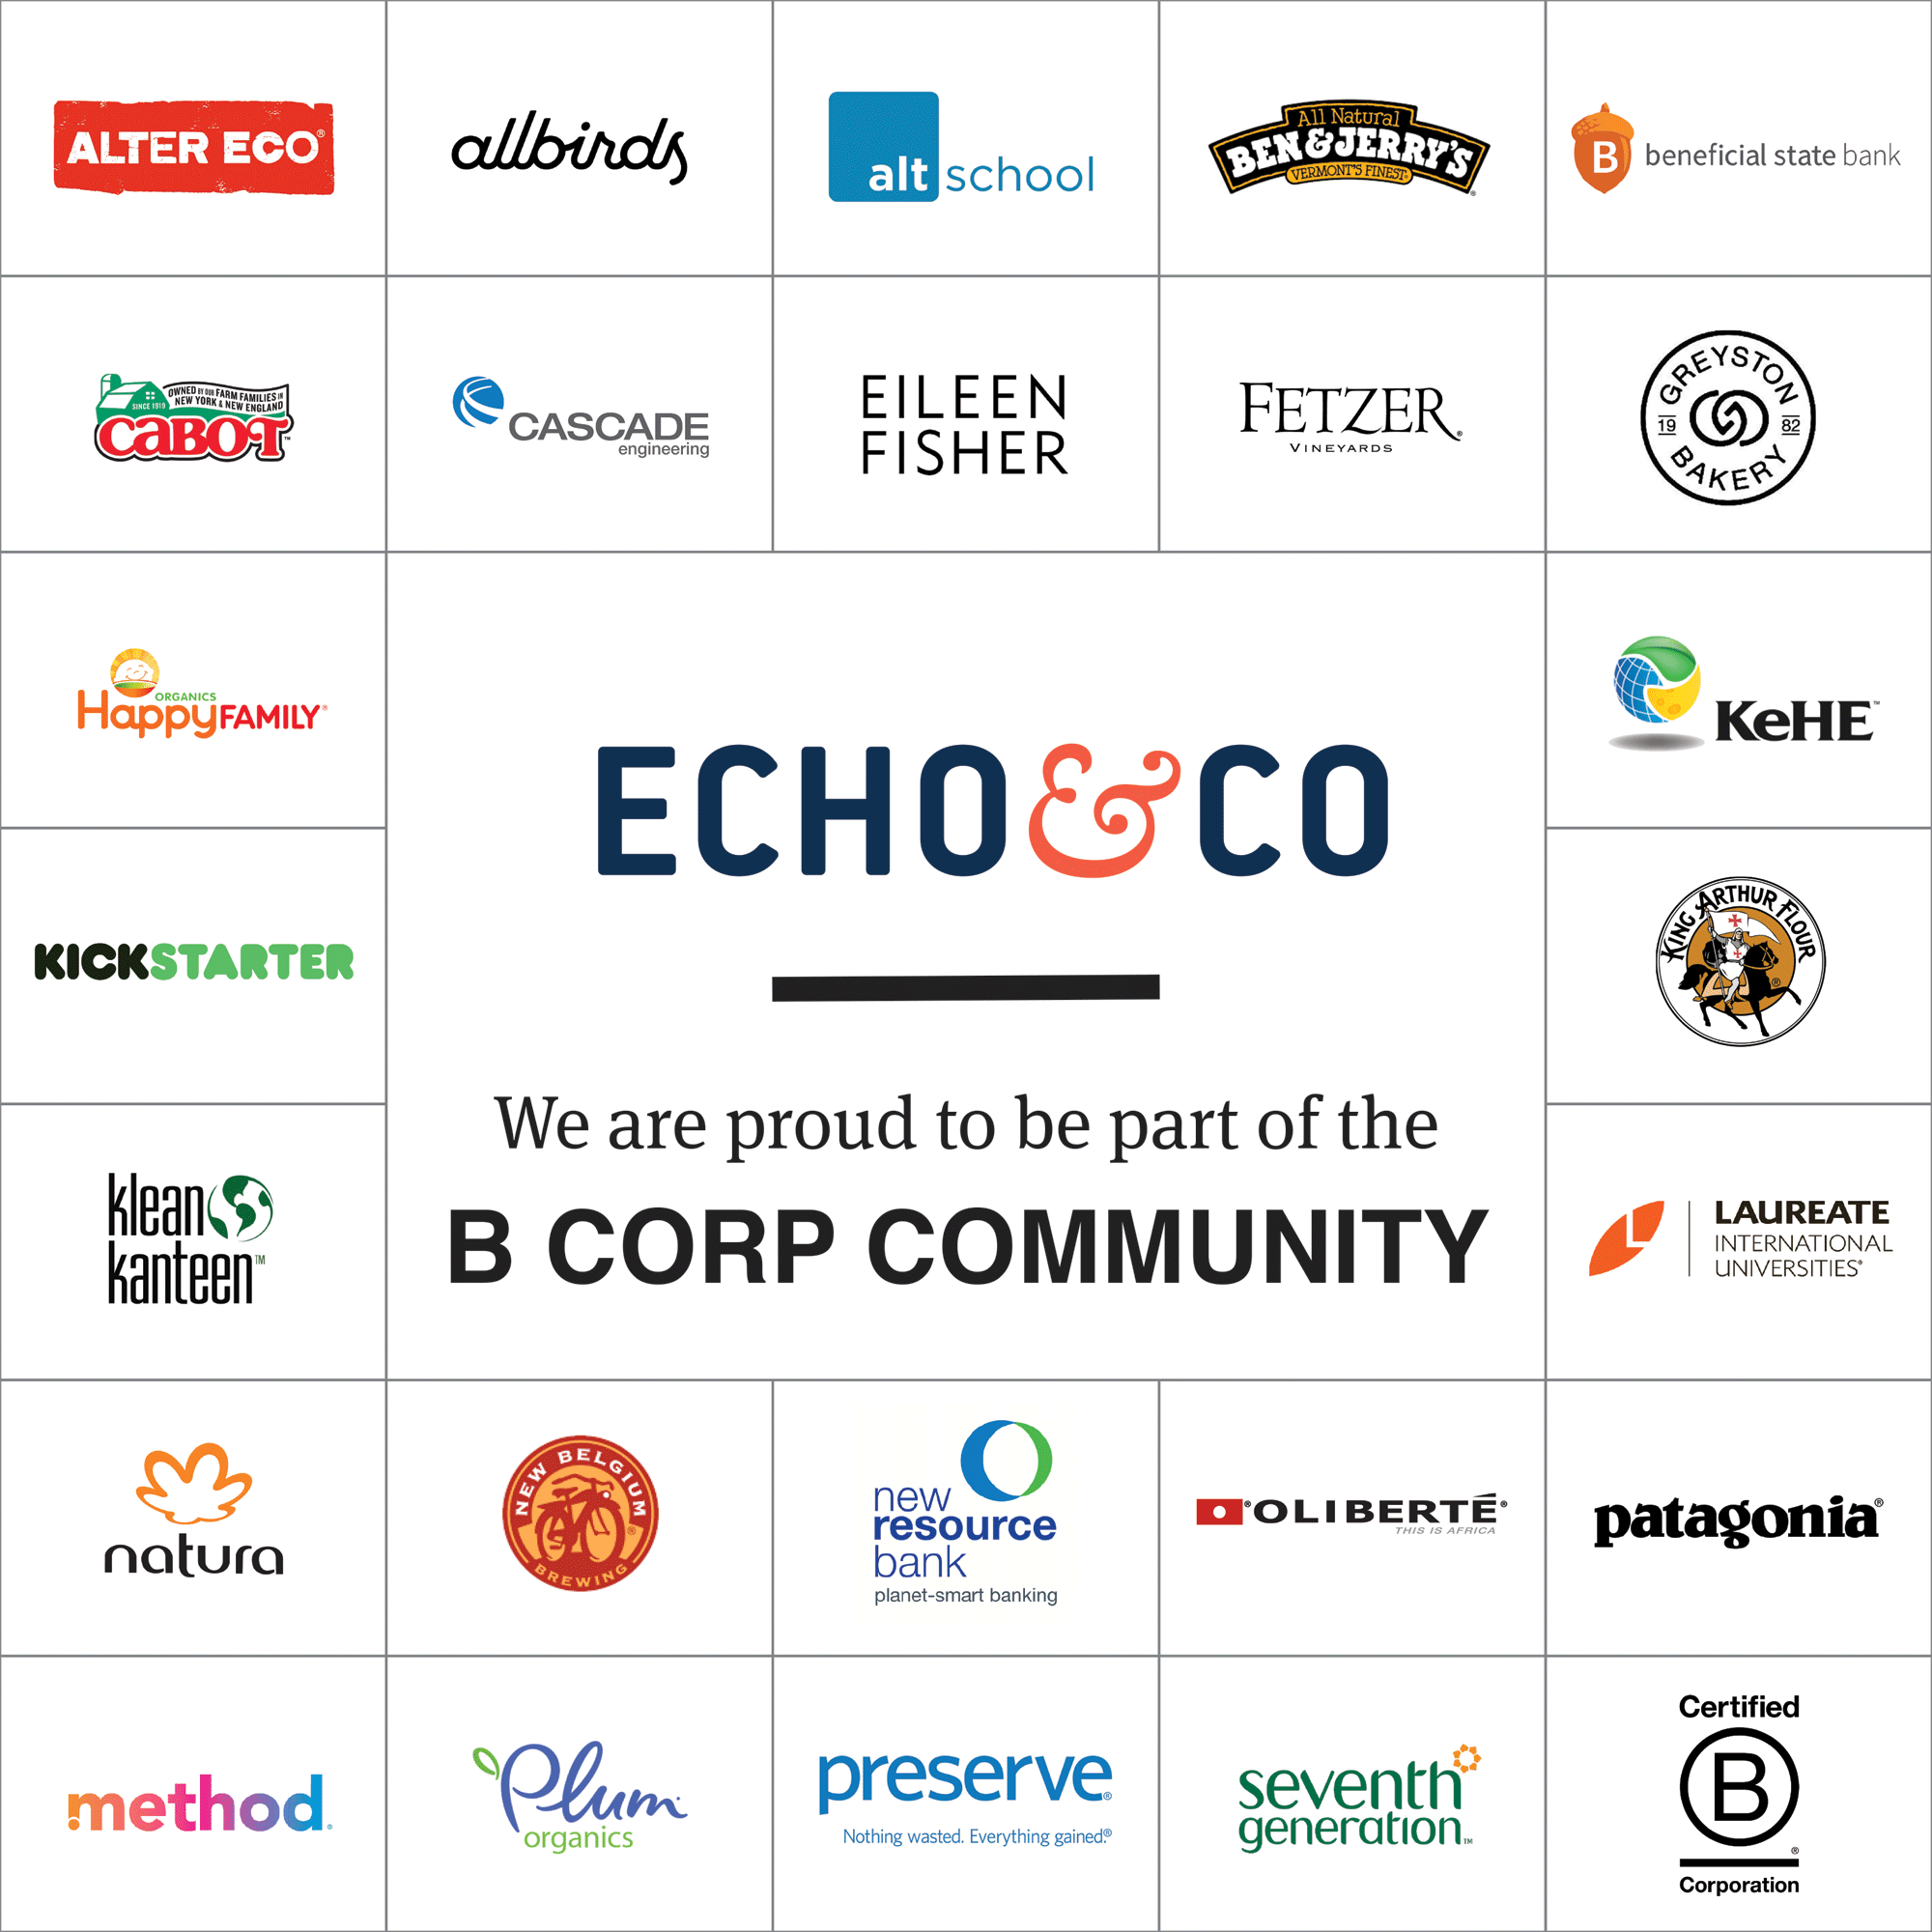 ALTER ECO®
allbirds
alt school
All Natural
BEN & JERRY'S
VERMONT'S FINEST®
®
B beneficial state bank
OWNED BY OUR FARM FAMILIES IN
NEW YORK & NEW ENGLAND
SINCE 1919
CABOT™
CASCADE
engineering
EILEEN
FISHER
FETZER®
VINEYARDS
GREYSTON
19 82
BAKERY
ORGANICS
HappyFAMILY®
KeHE™
ECHO&CO
KICKSTARTER
KING ARTHUR FLOUR
®
We are proud to be part of the
B CORP COMMUNITY
klean
kanteen™
L
LAUREATE
INTERNATIONAL
UNIVERSITIES®
natura
NEW BELGIUM
®
BREWING
new
resource
bank
planet-smart banking
®OLIBERTÉ®
THIS IS AFRICA
patagonia®
method®
Plum
organics
preserve®
Nothing wasted. Everything gained.®
seventh
generation™
Certified
B
®
Corporation